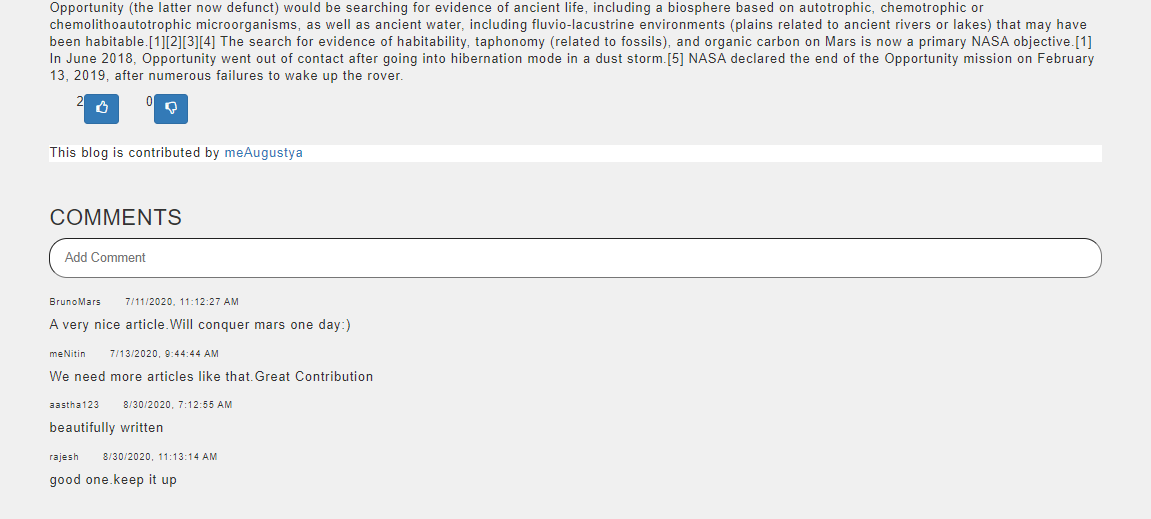 Opportunity (the latter now defunct) would be searching for evidence of ancient life, including a biosphere based on autotrophic, chemotrophic or
chemolithoautotrophic microorganisms, as well as ancient water, including fluvio-lacustrine environments (plains related to ancient rivers or lakes) that may have
been habitable.[1][2][3][4] The search for evidence of habitability, taphonomy (related to fossils), and organic carbon on Mars is now a primary NASA objective.[1]
In June 2018, Opportunity went out of contact after going into hibernation mode in a dust storm.[5] NASA declared the end of the Opportunity mission on February
13, 2019, after numerous failures to wake up the rover.
2 0
This blog is contributed by meAugustya
COMMENTS
Add Comment
BrunoMars 7/11/2020, 11:12:27 AM
A very nice article.Will conquer mars one day:)
meNitin 7/13/2020, 9:44:44 AM
We need more articles like that.Great Contribution
aastha123 8/30/2020, 7:12:55 AM
beautifully written
rajesh 8/30/2020, 11:13:14 AM
good one.keep it up